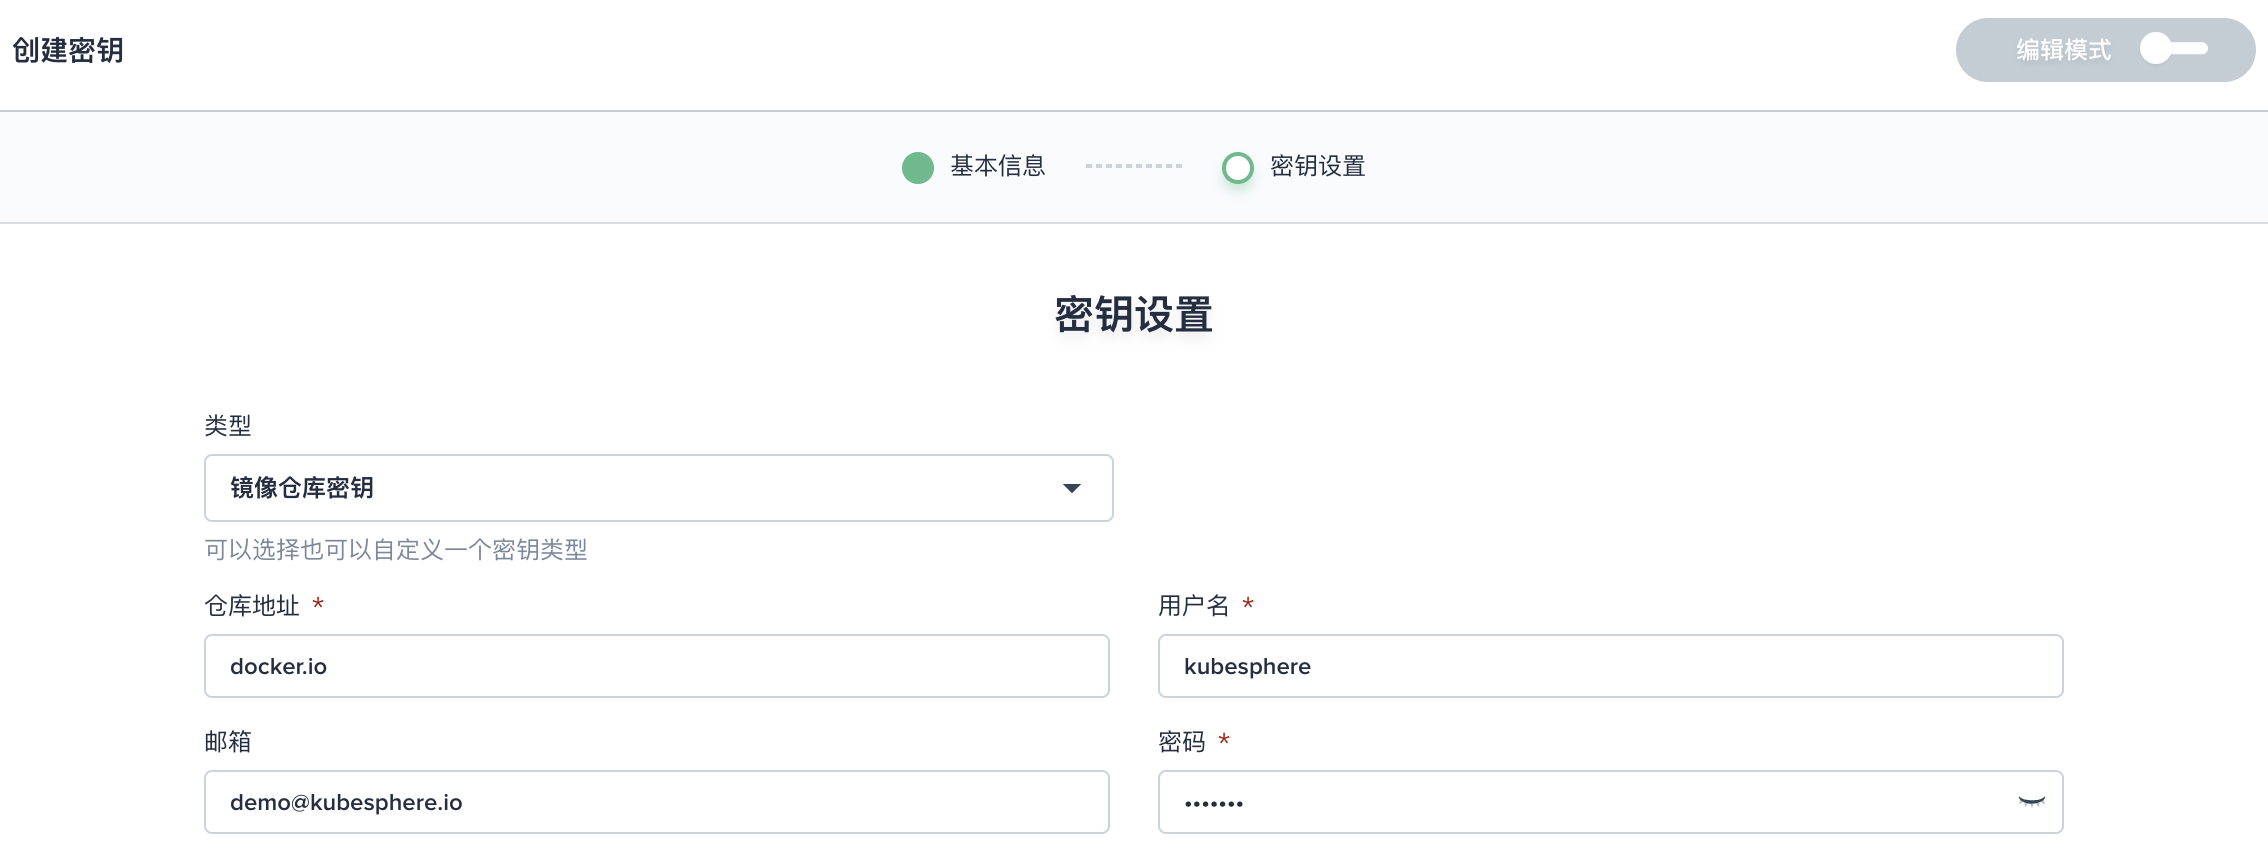 创建密钥
编辑模式
基本信息
密钥设置
密钥设置
类型
镜像仓库密钥
可以选择也可以自定义一个密钥类型
仓库地址 *
用户名 *
docker.io
kubesphere
邮箱
密码 *
demo@kubesphere.io
•••••••